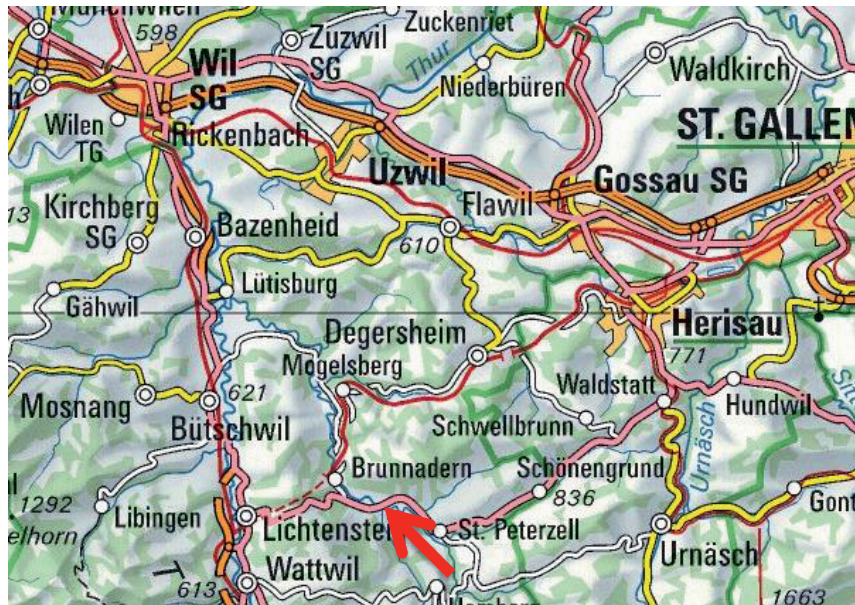 598
Zuckenriet
Wil
SG
Zuzwil
SG
Thur
Niederbüren
Waldkirch
Wilen
TG
Rickenbach
Uzwil
ST. GALLEN
Flawil
Gossau SG
13
Kirchberg
SG
Bazenheid
610
Gähwil
Lütisburg
Degersheim
Herisau
771
Mogelsberg
Mosnang
621
Bütschwil
Waldstatt
Hundwil
Schwellbrunn
Urnäsch
Brunnadern
Schönengrund
836
1292
Libingen
Lichtenste
St. Peterzell
Gont
elhorn
Wattwil
Urnäsch
T
613
1663